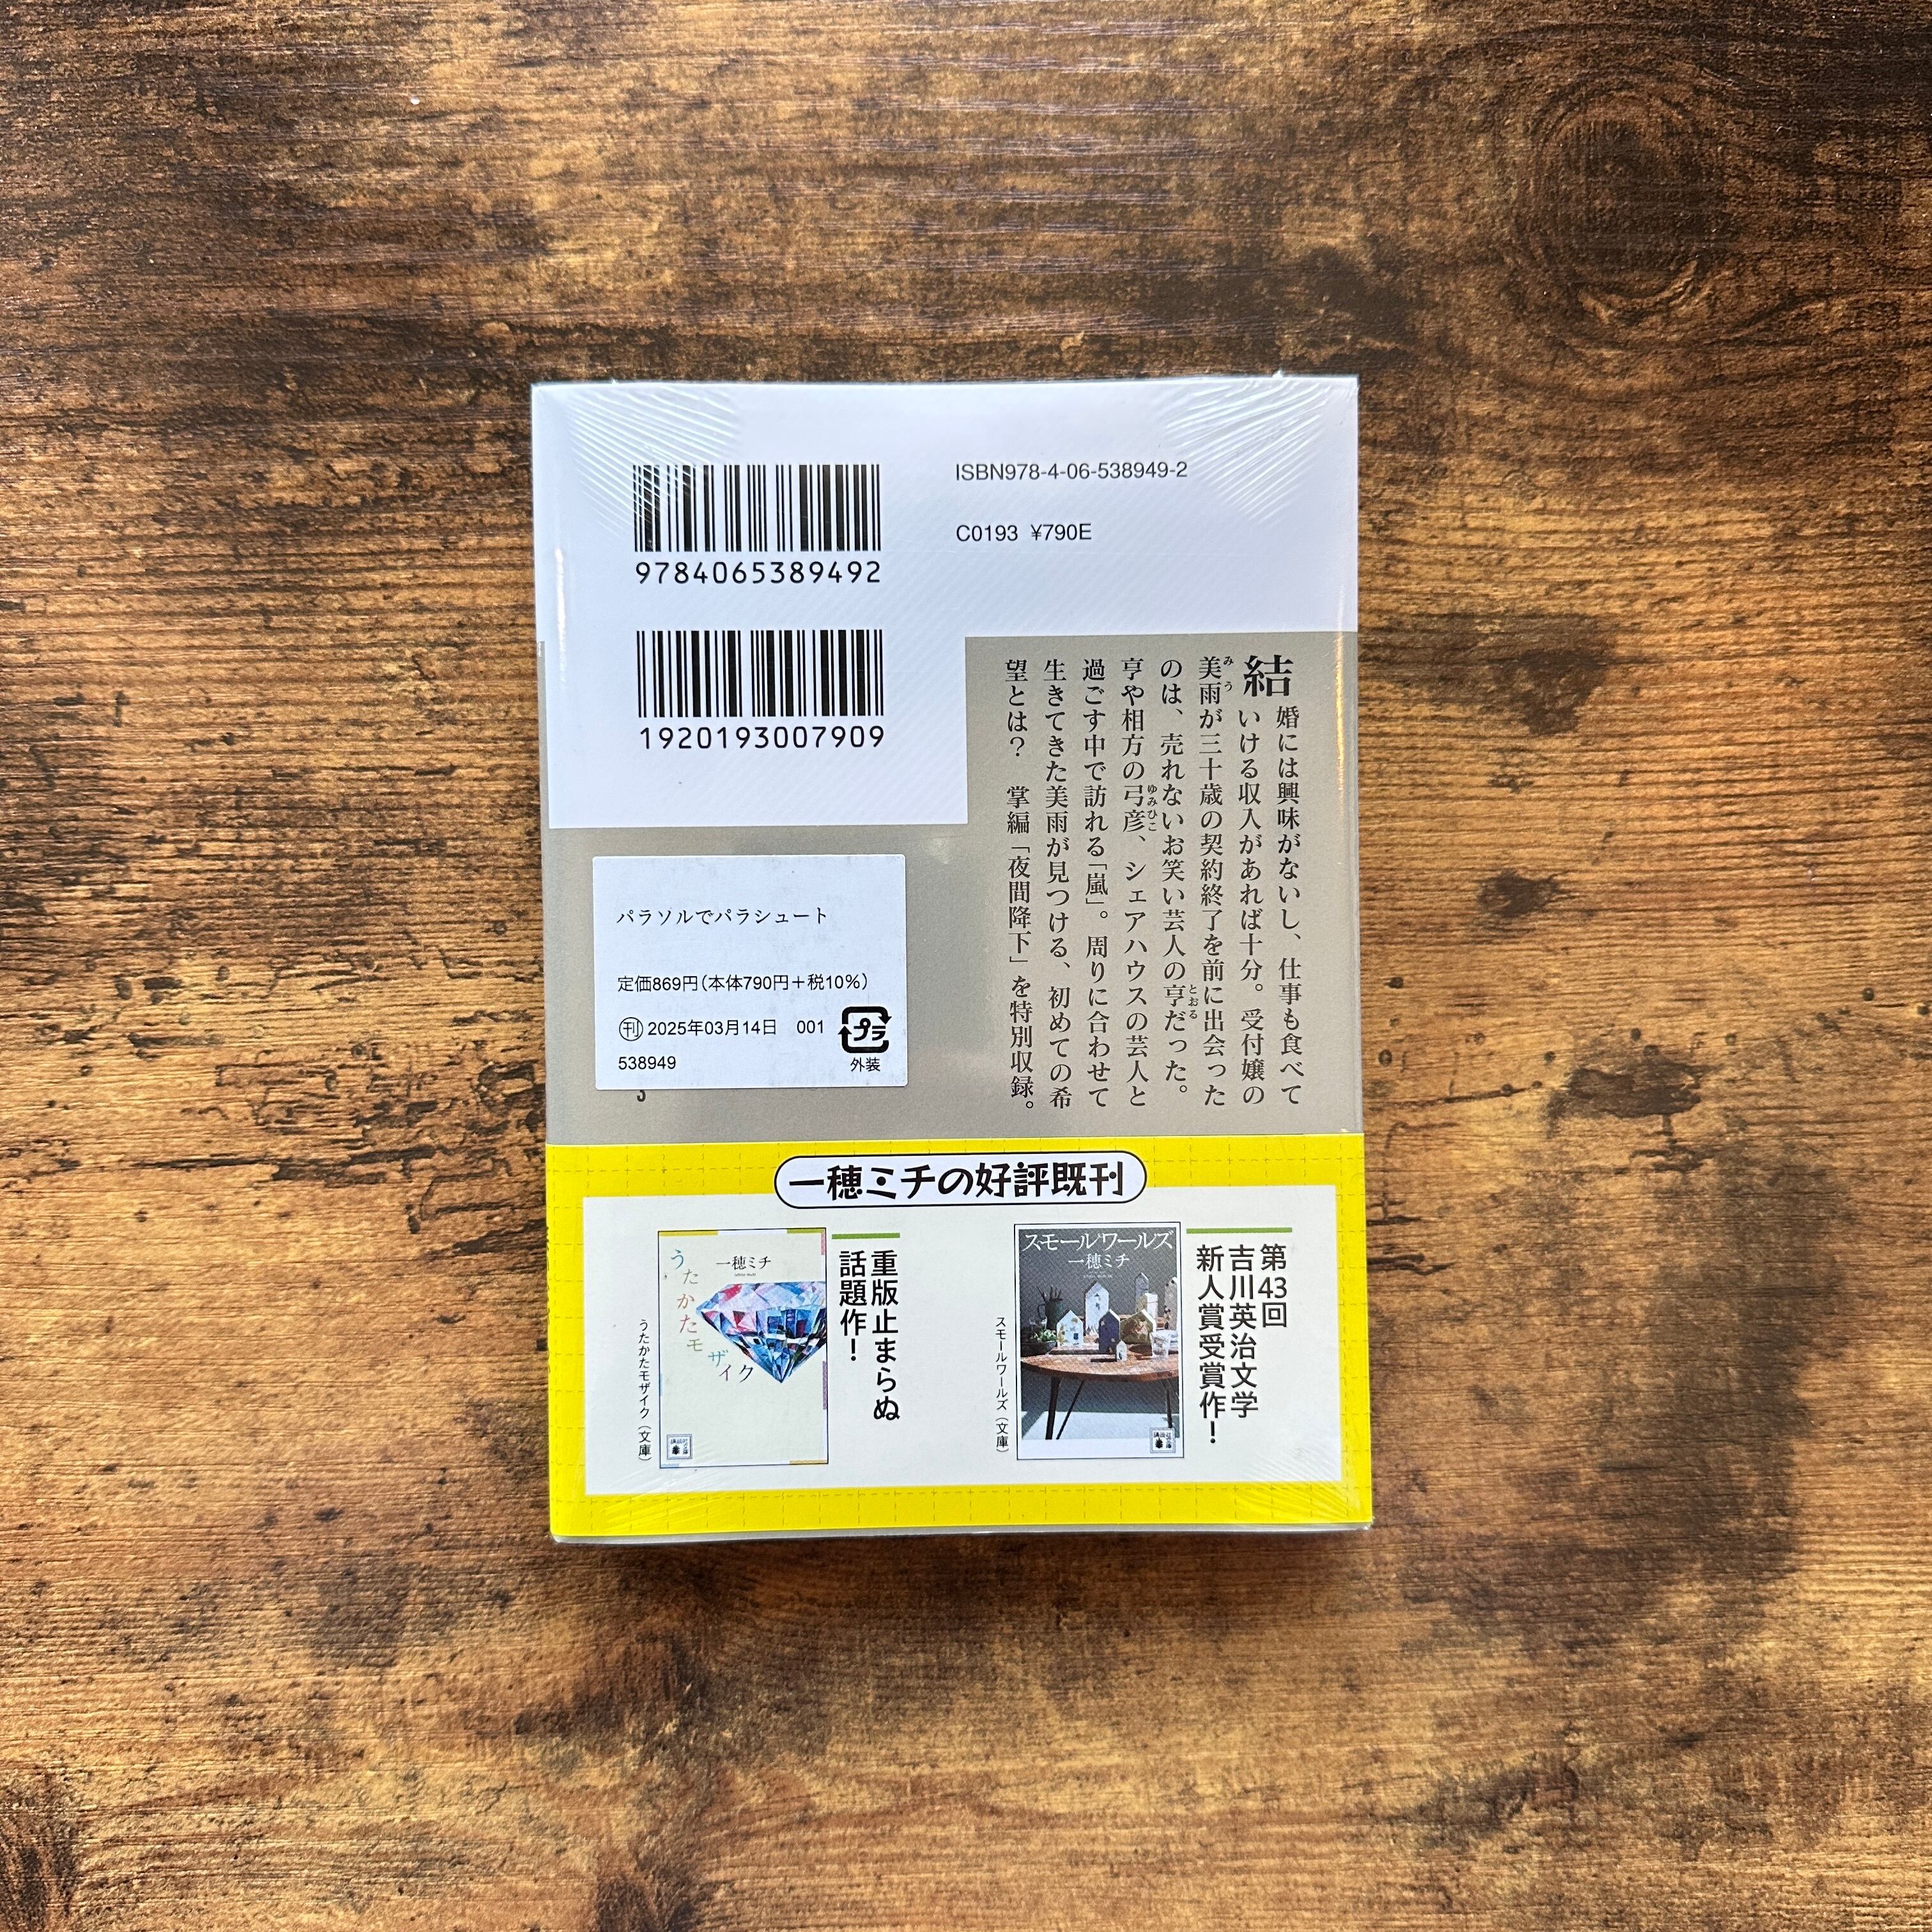 9784065389492
1920193007909
ISBN978-4-06-538949-2
C0193 ¥790E
結婚には興味がないし、仕事も食べて
いける収入があれば十分。受付嬢の
美雨が三十歳の契約終了を前に出会った
みう
のは、売れないお笑い芸人の亨だった。
とおる
亨や相方の弓彦、シェアハウスの芸人と
ゆみひこ
過ごす中で訪れる「嵐」。周りに合わせて
生きてきた美雨が見つける、初めての希
望とは? 掌編「夜間降下」を特別収録。
パラソルでパラシュート
定価869円(本体790円+税10%)
刊 2025年03月14日 001
538949
プラ
外装
一穂ミチの好評既刊
第43回
吉川英治文学
新人賞受賞作!
スモールワールズ
一穂ミチ
スモールワールズ(文庫)
重版止まらぬ
話題作!
一穂ミチ
うたかたモザイク
うたかたモザイク(文庫)